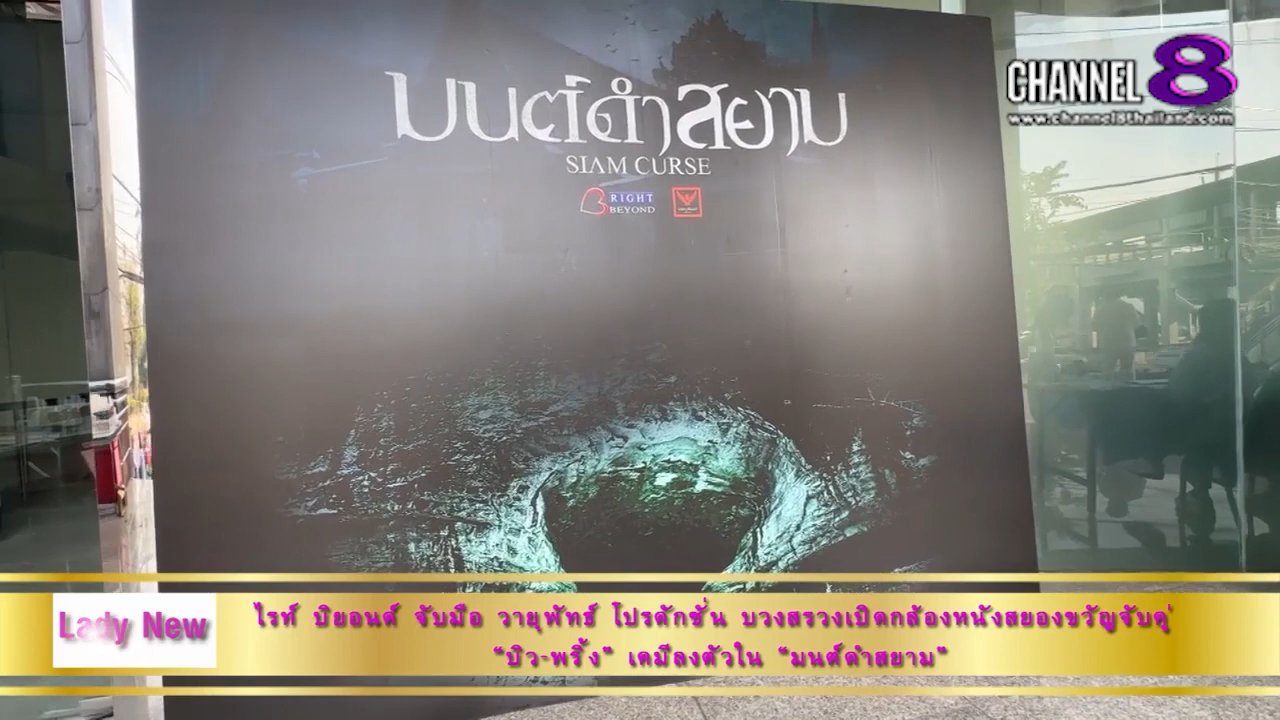 CHANNEL 8
www.channel8thailand.com
มนต์ดำสยาม
SIAM CURSE
RIGHT
BEYOND
Lady New
ไรท์ บิยอนด์ จับมือ วายุพัทธ์ โปรดักชั่น บวงสรวงเปิดกล้องหนังสยองขวัญจับคู่
“บิว-พริ้ง” เคมีลงตัวใน “มนต์ดำสยาม”